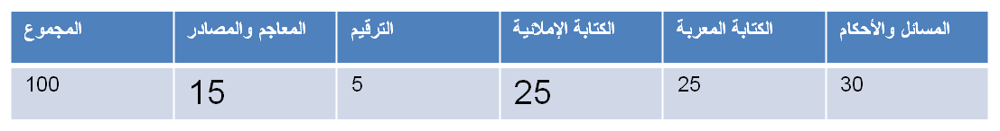 المسائل والأحكام الكتابة المعربة الكتابة الإملائية الترقيم المعاجم والمصادر المجموع
30 25 25 5 15 100